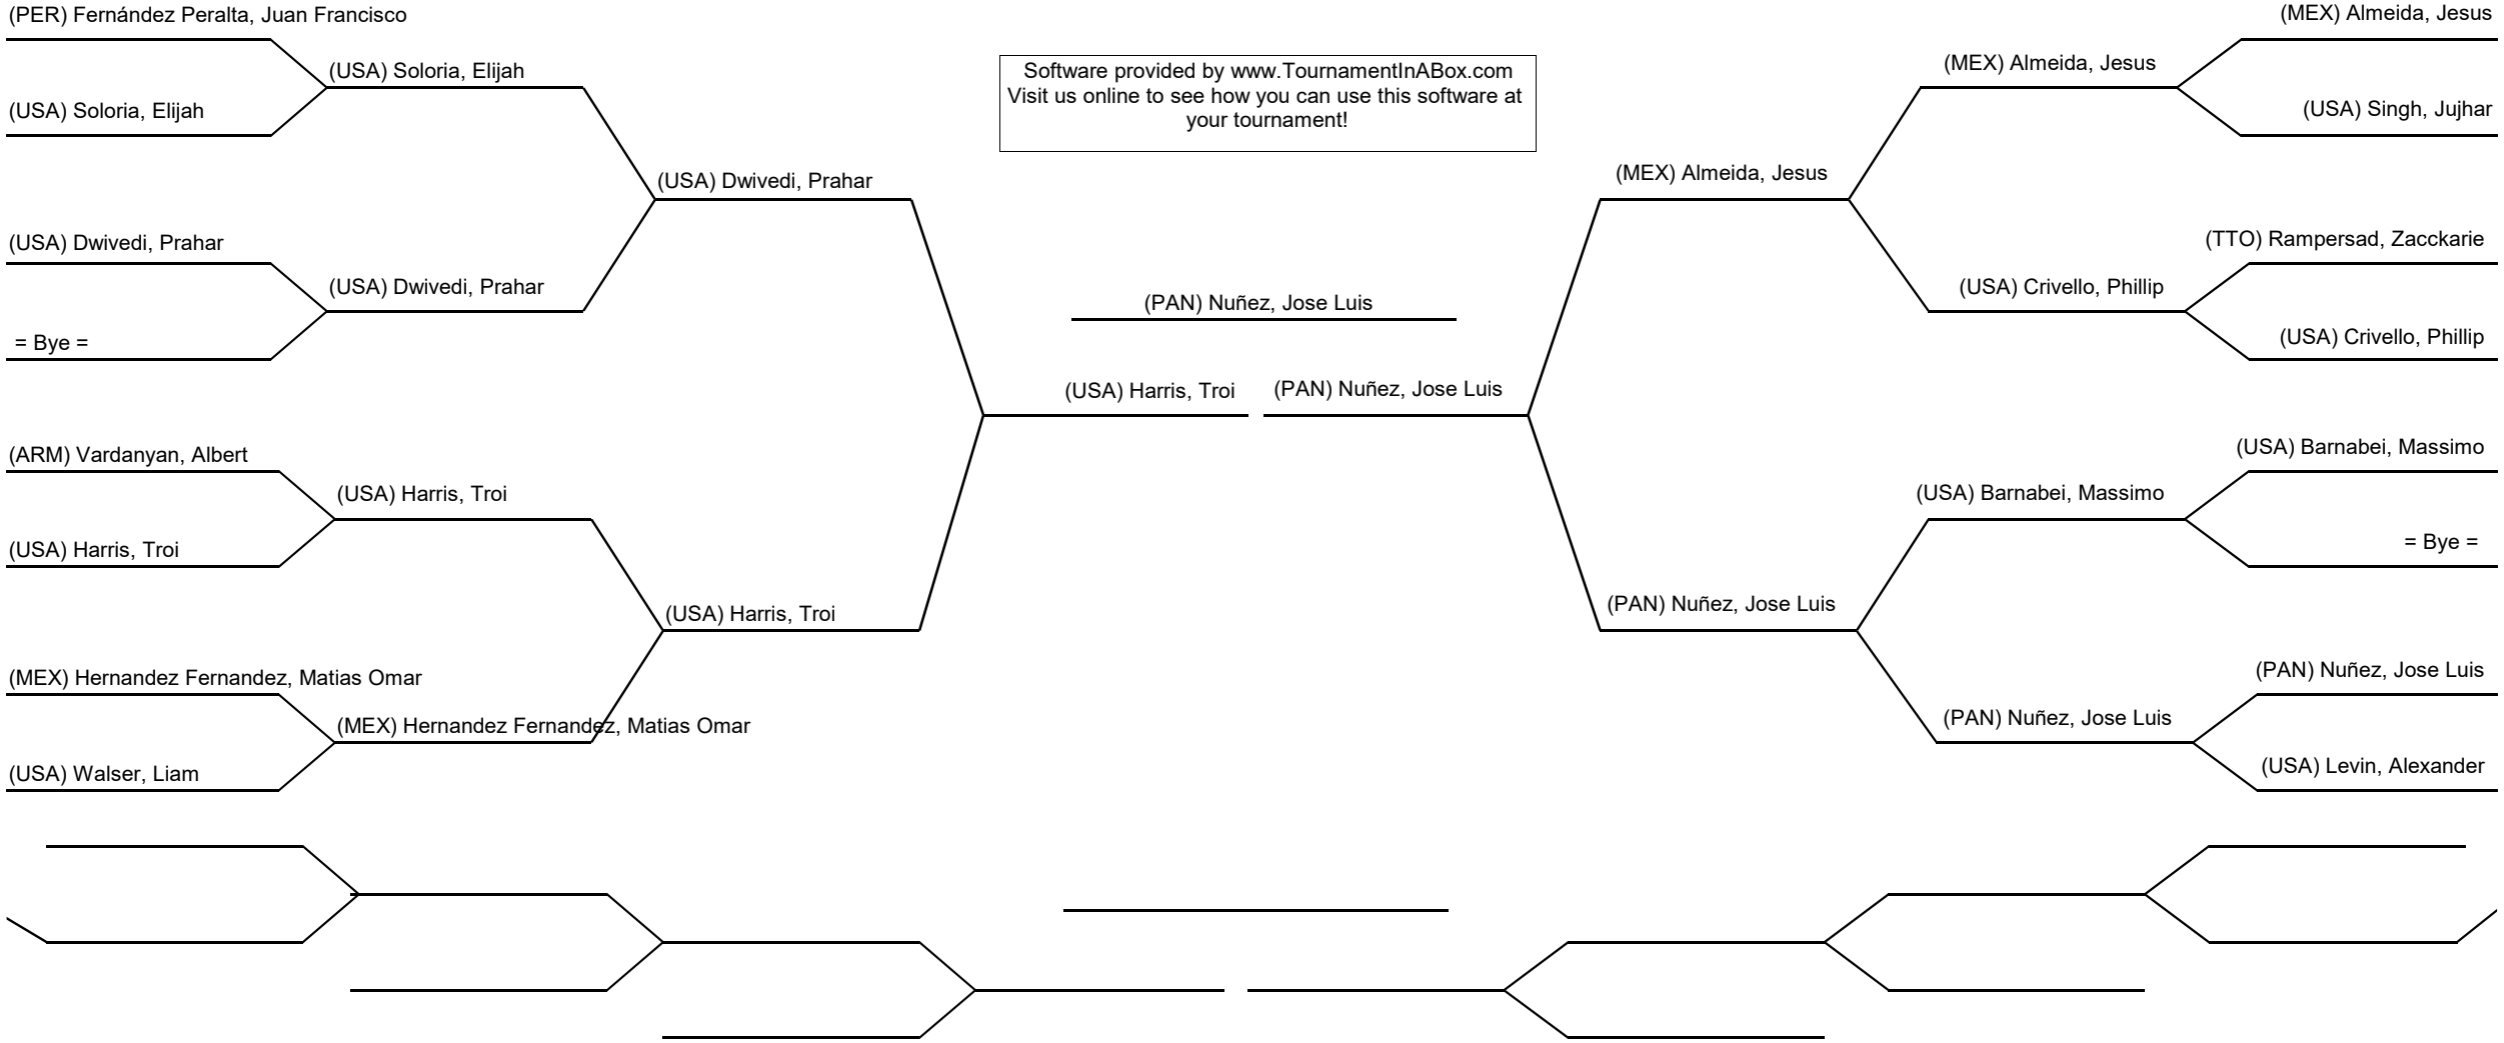 (PER) Fernández Peralta, Juan Francisco
(USA) Soloria, Elijah
(USA) Soloria, Elijah
(USA) Dwivedi, Prahar
(USA) Dwivedi, Prahar
(USA) Dwivedi, Prahar
= Bye =
(ARM) Vardanyan, Albert
(USA) Harris, Troi
(USA) Harris, Troi
(USA) Harris, Troi
(MEX) Hernandez Fernandez, Matias Omar
(MEX) Hernandez Fernandez, Matias Omar
(USA) Walser, Liam
Software provided by www.TournamentInABox.com
Visit us online to see how you can use this software at
your tournament!
(PAN) Nuñez, Jose Luis
(USA) Harris, Troi
(PAN) Nuñez, Jose Luis
(MEX) Almeida, Jesus
(MEX) Almeida, Jesus
(USA) Singh, Jujhar
(MEX) Almeida, Jesus
(TTO) Rampersad, Zacckarie
(USA) Crivello, Phillip
(USA) Crivello, Phillip
(USA) Barnabei, Massimo
(USA) Barnabei, Massimo
= Bye =
(PAN) Nuñez, Jose Luis
(PAN) Nuñez, Jose Luis
(PAN) Nuñez, Jose Luis
(USA) Levin, Alexander